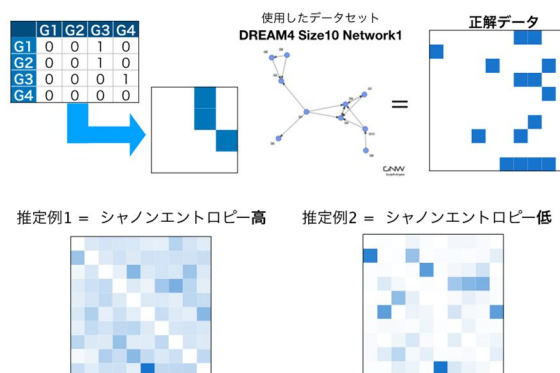 G1 G2 G3 G4
G1 0 0 1 0
G2 0 0 1 0
G3 0 0 0 1
G4 0 0 0 0
使用したデータセット
DREAM4 Size10 Network1
GNW
=
正解データ
推定例1 = シャノンエントロピー高
推定例2 = シャノンエントロピー低